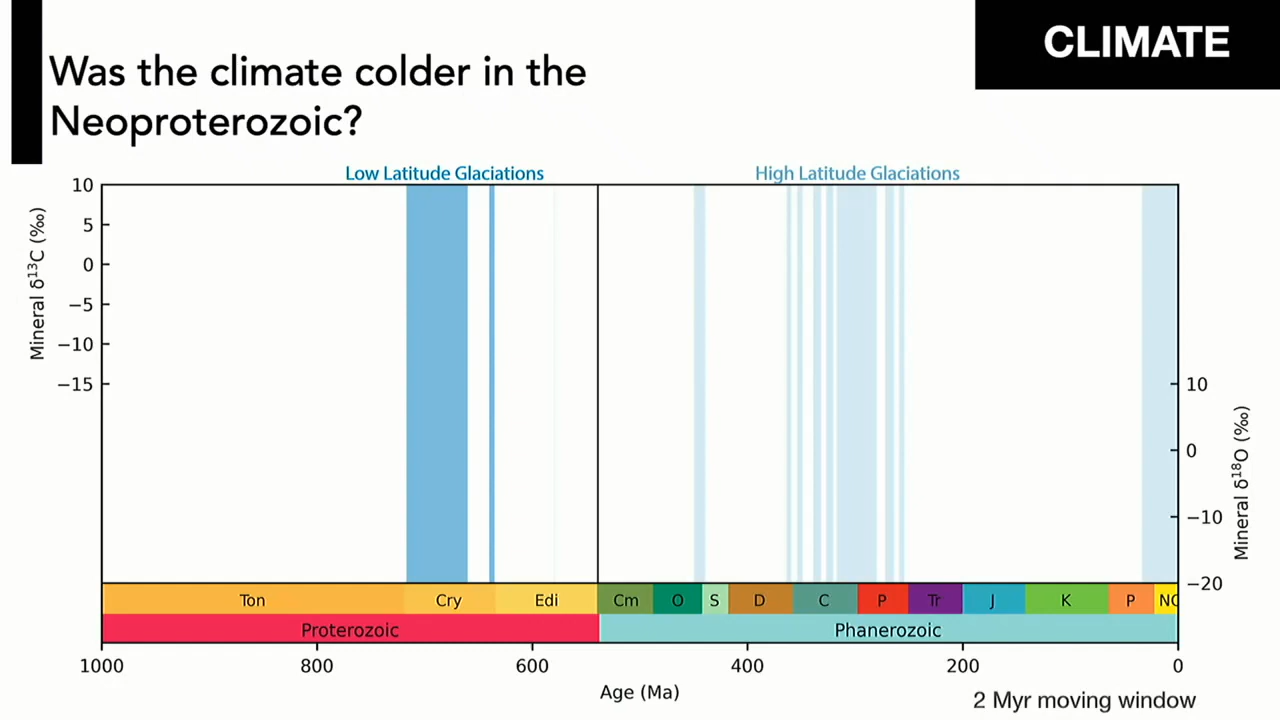 CLIMATE
Was the climate colder in the
Neoproterozoic?
Low Latitude Glaciations
High Latitude Glaciations
Mineral δ¹³C (‰)
10
5
0
−5
−10
−15
10
0
−10
−20
Mineral δ¹⁸O (‰)
Ton Cry Edi Cm O S D C P Tr J K P NG
Proterozoic Phanerozoic
1000 800 600 400 200 0
Age (Ma)
2 Myr moving window